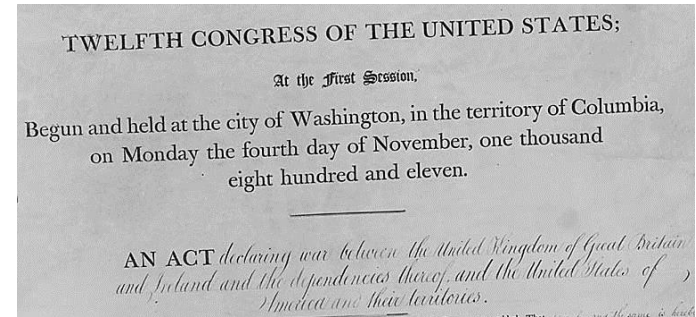 TWELFTH CONGRESS OF THE UNITED STATES;
At the First Session,
Begun and held at the city of Washington, in the territory of Columbia,
on Monday the fourth day of November, one thousand
eight hundred and eleven.
AN ACT declaring war between the United Kingdom of Great Britain
and Ireland and the dependencies thereof, and the United States of
America and their territories.